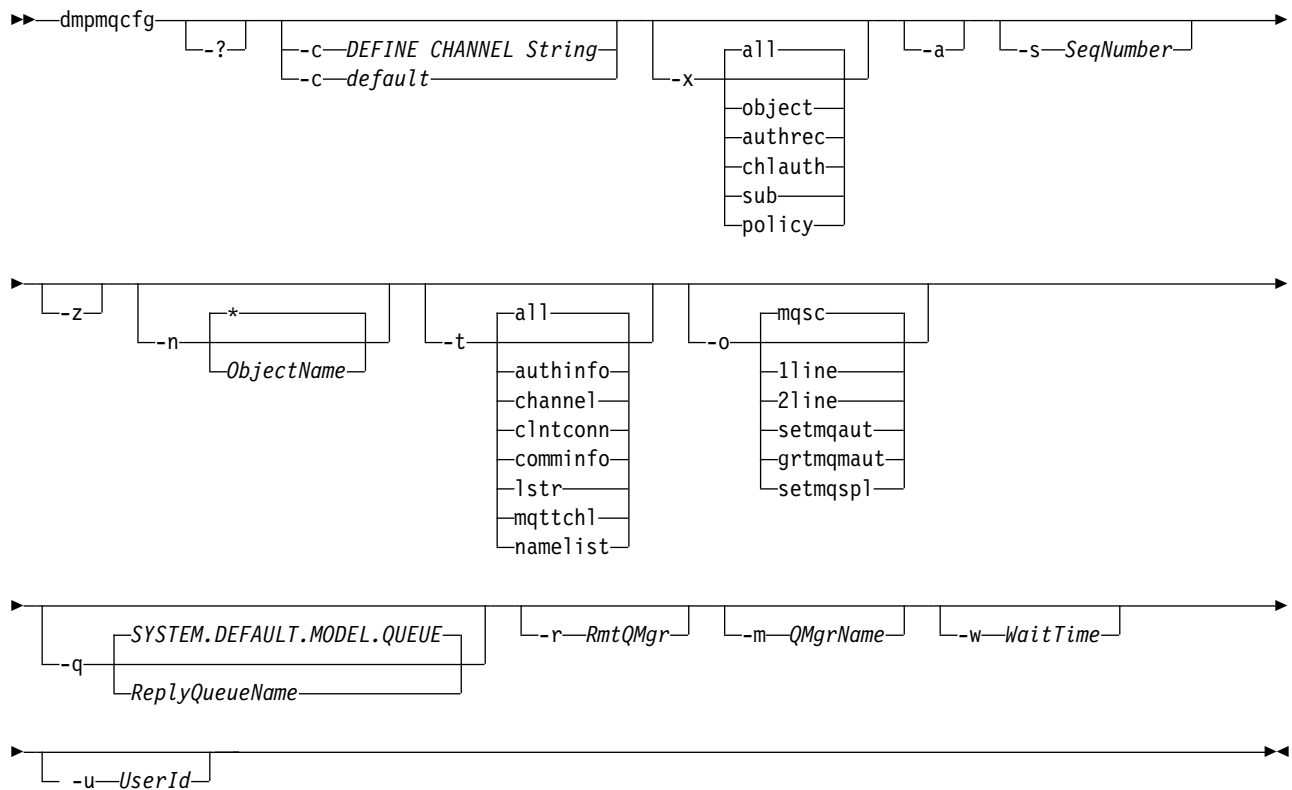 dmpmqcfg
-?
-c DEFINE CHANNEL String
-c default
-x
all
object
authrec
chlauth
sub
policy
-a
-s SeqNumber
-z
-n
*
ObjectName
-t
all
authinfo
channel
clntconn
comminfo
lstr
mqttchl
namelist
-o
mqsc
1line
2line
setmqaut
grtmqmaut
setmqspl
-q
SYSTEM.DEFAULT.MODEL.QUEUE
ReplyQueueName
-r RmtQMgr
-m QMgrName
-w WaitTime
-u UserId